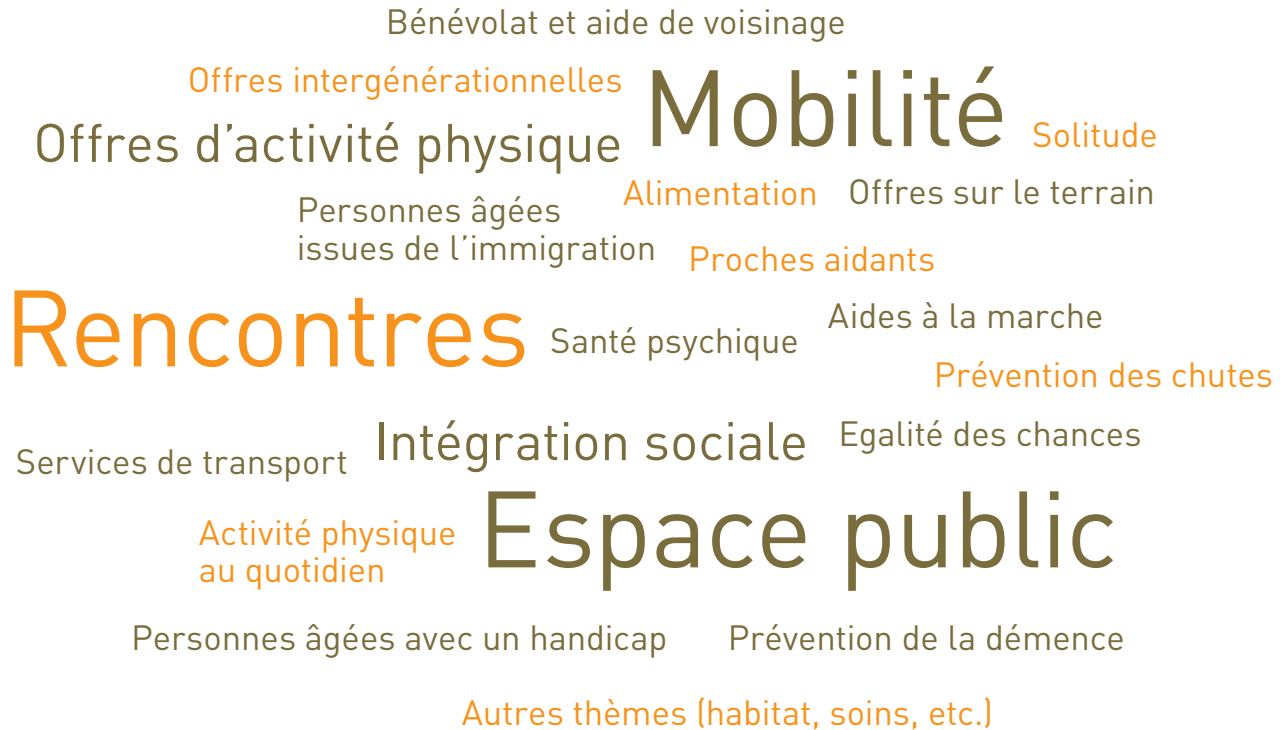 Bénévolat et aide de voisinage
Offres intergénérationnelles
Mobilité
Offres d’activité physique
Solitude
Alimentation
Offres sur le terrain
Personnes âgées
issues de l’immigration
Proches aidants
Rencontres
Santé psychique
Aides à la marche
Prévention des chutes
Intégration sociale
Egalité des chances
Services de transport
Espace public
Activité physique
au quotidien
Personnes âgées avec un handicap
Prévention de la démence
Autres thèmes (habitat, soins, etc.)